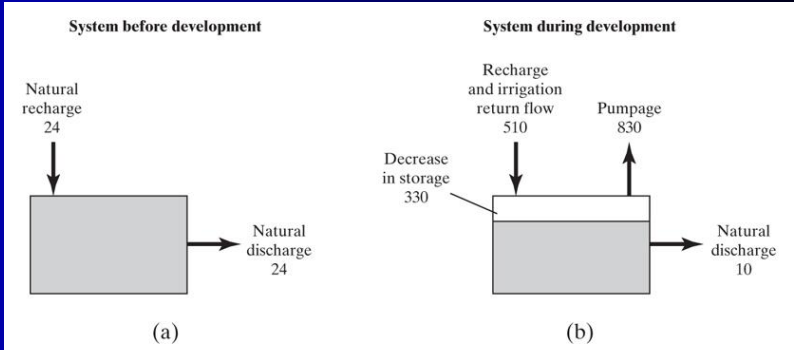 System before development
Natural
recharge
24
Natural
discharge
24
(a)
System during development
Recharge
and irrigation
return flow
510
Pumpage
830
Decrease
in storage
330
Natural
discharge
10
(b)